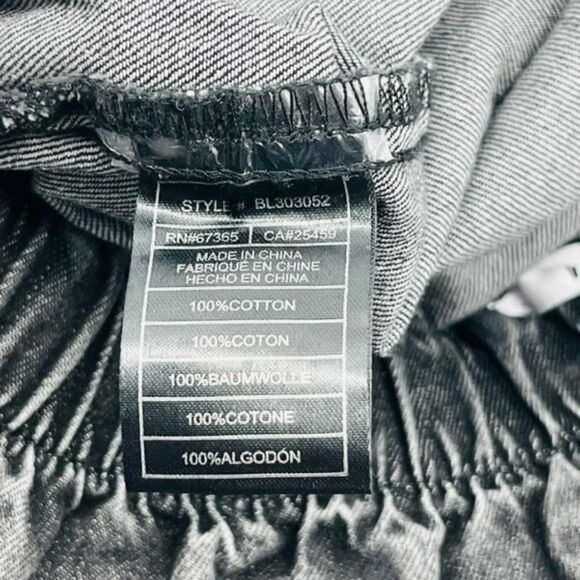 STYLE# BL303052
RN#67365 CA#25459
MADE IN CHINA
FABRIQUÉ EN CHINE
HECHO EN CHINA
100%COTTON
100%COTON
100%BAUMWOLLE
100%COTONE
100%ALGODÓN